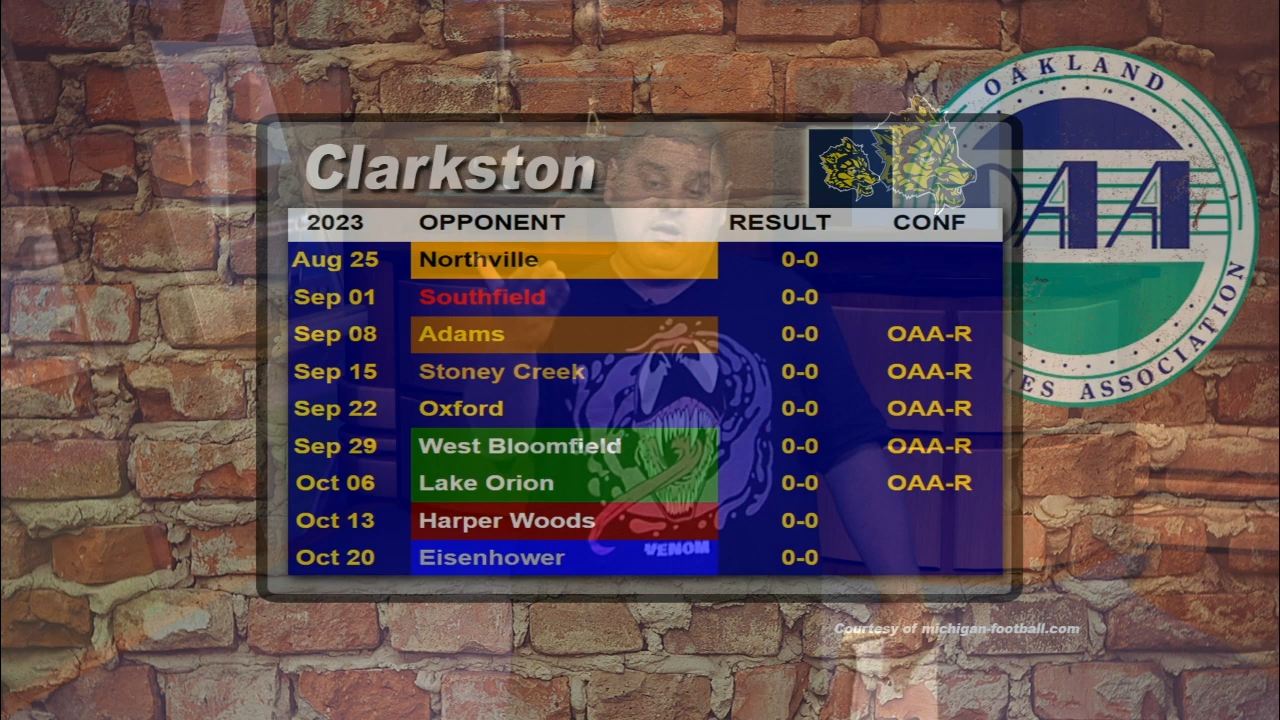 Clarkston
2023 OPPONENT RESULT CONF
Aug 25 Northville 0-0
Sep 01 Southfield 0-0
Sep 08 Adams 0-0 OAA-R
Sep 15 Stoney Creek 0-0 OAA-R
Sep 22 Oxford 0-0 OAA-R
Sep 29 West Bloomfield 0-0 OAA-R
Oct 06 Lake Orion 0-0 OAA-R
Oct 13 Harper Woods 0-0
Oct 20 Eisenhower 0-0
VENOM
Courtesy of michigan-football.com
OAKLAND
AA
IES ASSOCIATION